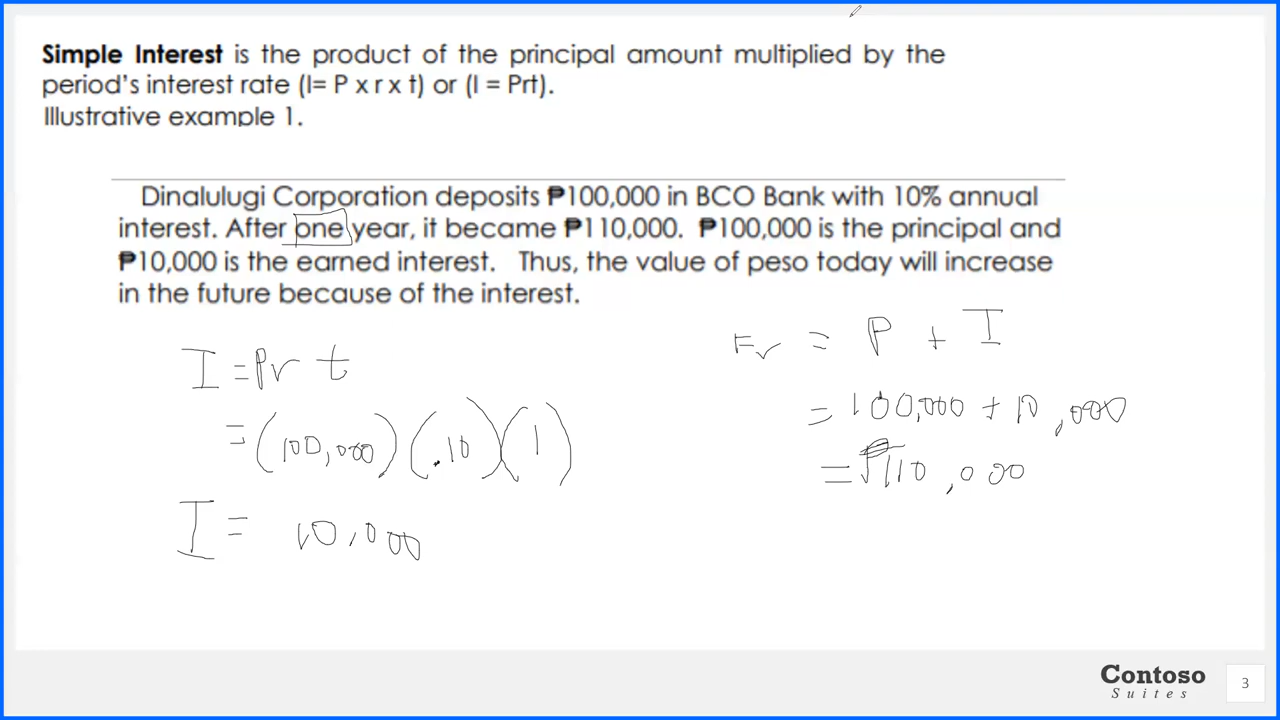 Simple Interest is the product of the principal amount multiplied by the
period's interest rate (I= P x r x t) or (I = Prt).
Illustrative example 1.
Dinalulugi Corporation deposits ₱100,000 in BCO Bank with 10% annual
interest. After one year, it became ₱110,000. ₱100,000 is the principal and
₱10,000 is the earned interest. Thus, the value of peso today will increase
in the future because of the interest.
I = Pr t
= (100,000) (.10) (1)
I = 10,000
Fv = P + I
= 100,000 + 10,000
= ₱110,000
Contoso
Suites
3